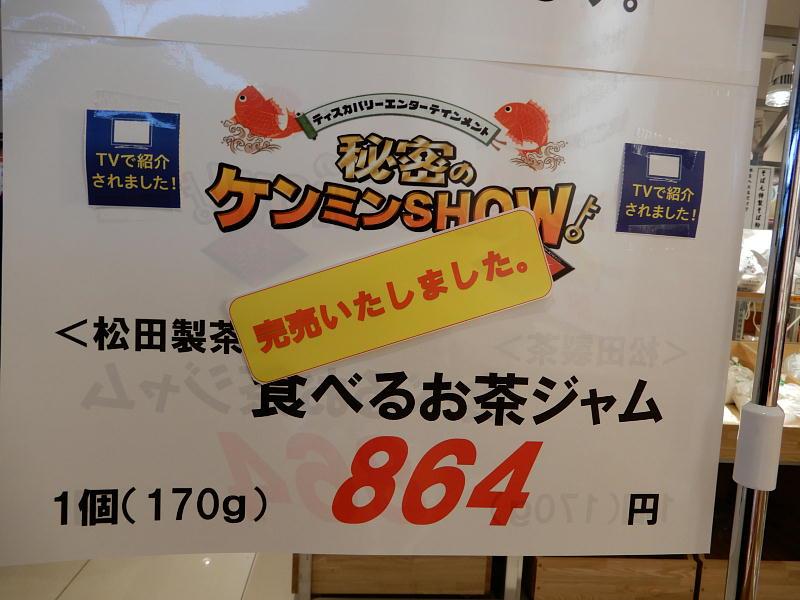 ディスカバリーエンターテインメント
秘密のケンミンSHOW!
TVで紹介
されました!
TVで紹介
されました!
完売いたしました。
<松田製茶
食べるお茶ジャム
1個(170g) 864円